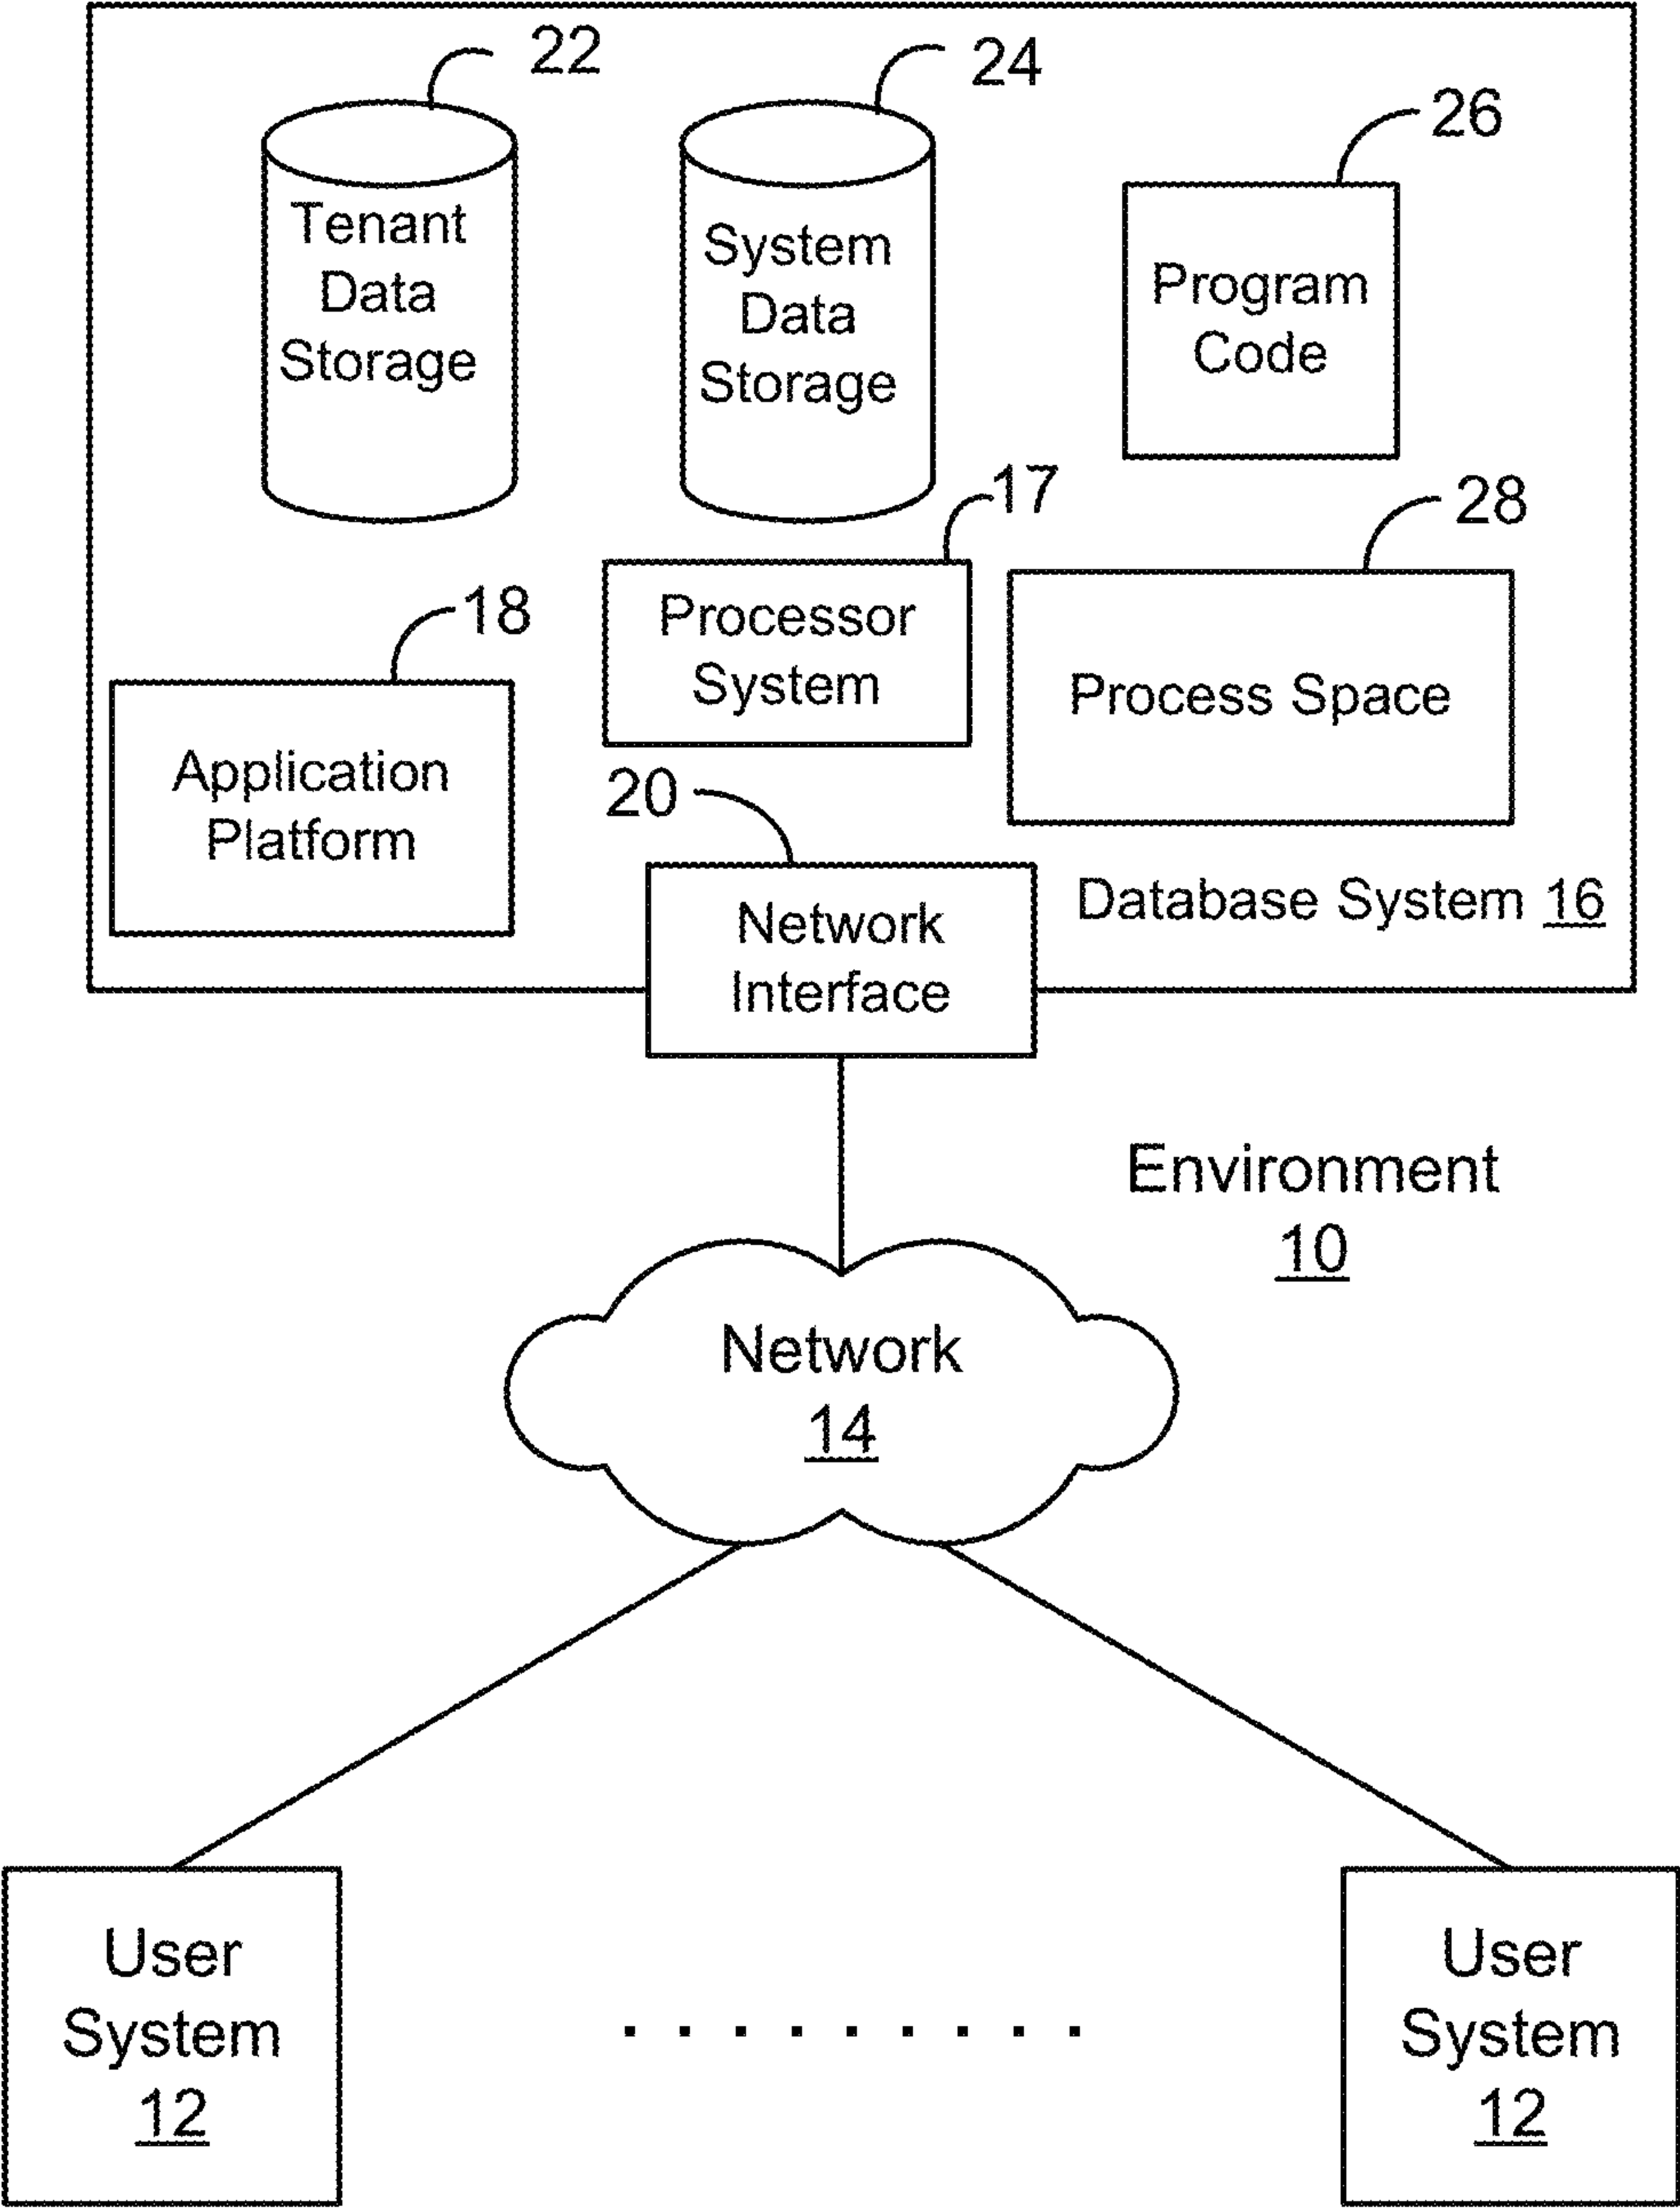 22
24
26
Tenant
Data
Storage
System
Data
Storage
Program
Code
17
28
18
Processor
System
Process Space
Application
Platform
20
Database System 16
Network
Interface
Environment
10
Network
14
User
System
12
User
System
12